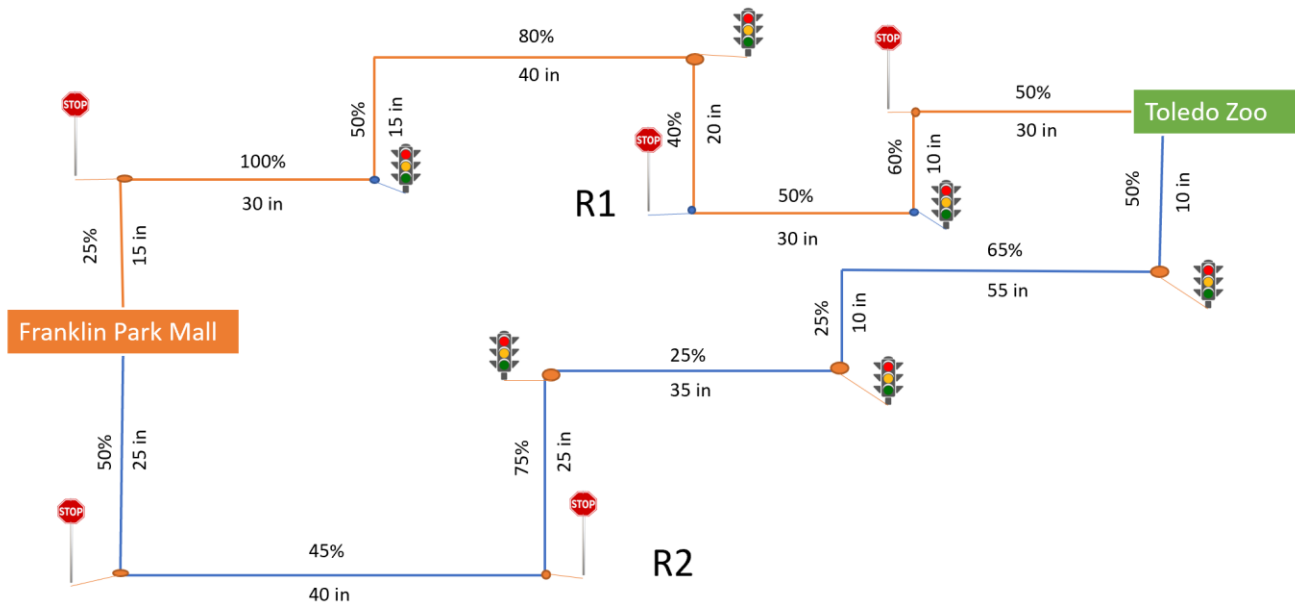 80%
40 in
STOP
50%
15 in
40%
20 in
STOP
50%
30 in
Toledo Zoo
STOP
100%
30 in
R1
60%
10 in
50%
30 in
50%
10 in
25%
15 in
65%
55 in
Franklin Park Mall
25%
10 in
25%
35 in
50%
25 in
75%
25 in
STOP
STOP
45%
40 in
R2